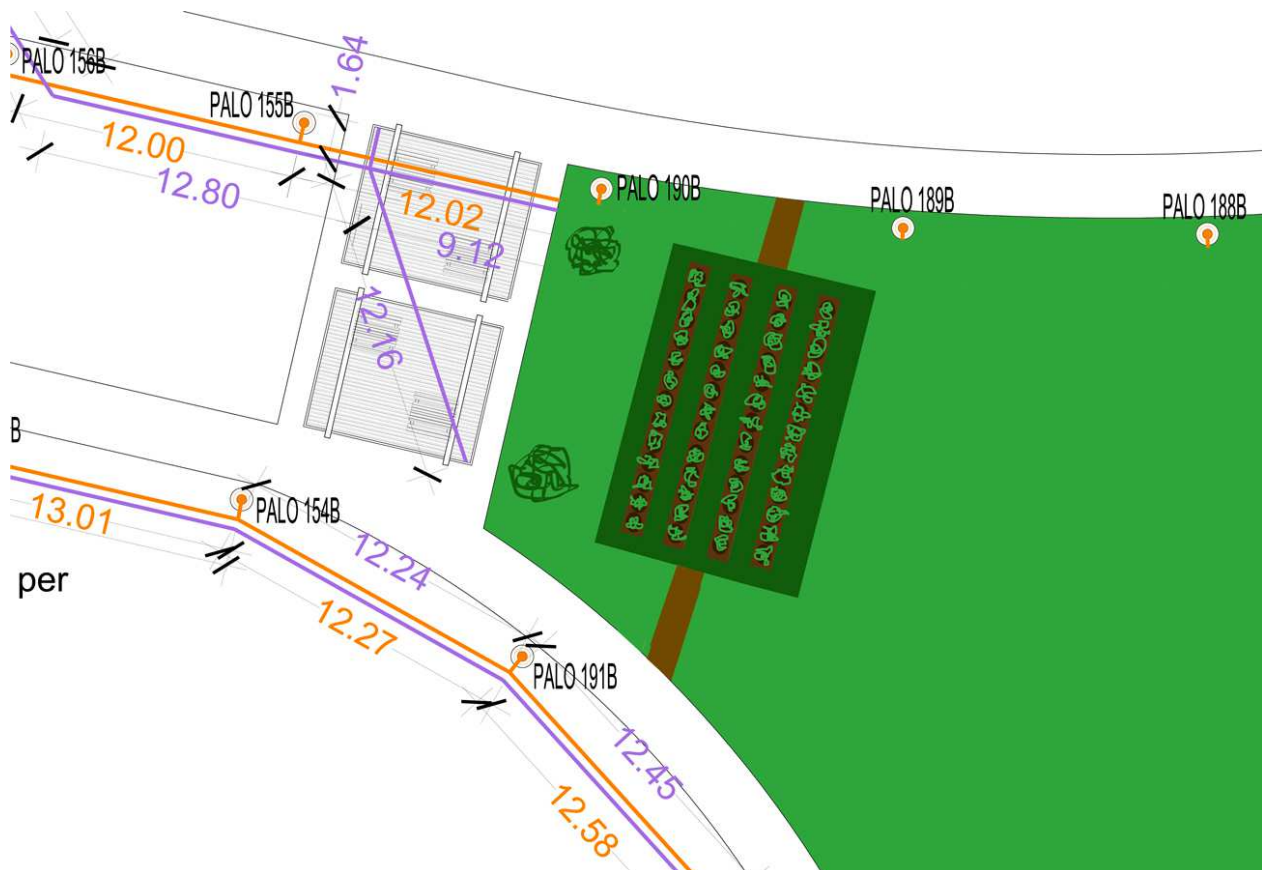 PALO 156B
PALO 155B
1.64
12.00
12.80
12.02
9.12
12.16
PALO 190B
PALO 189B
PALO 188B
B
13.01
PALO 154B
12.24
12.27
per
PALO 191B
12.45
12.58